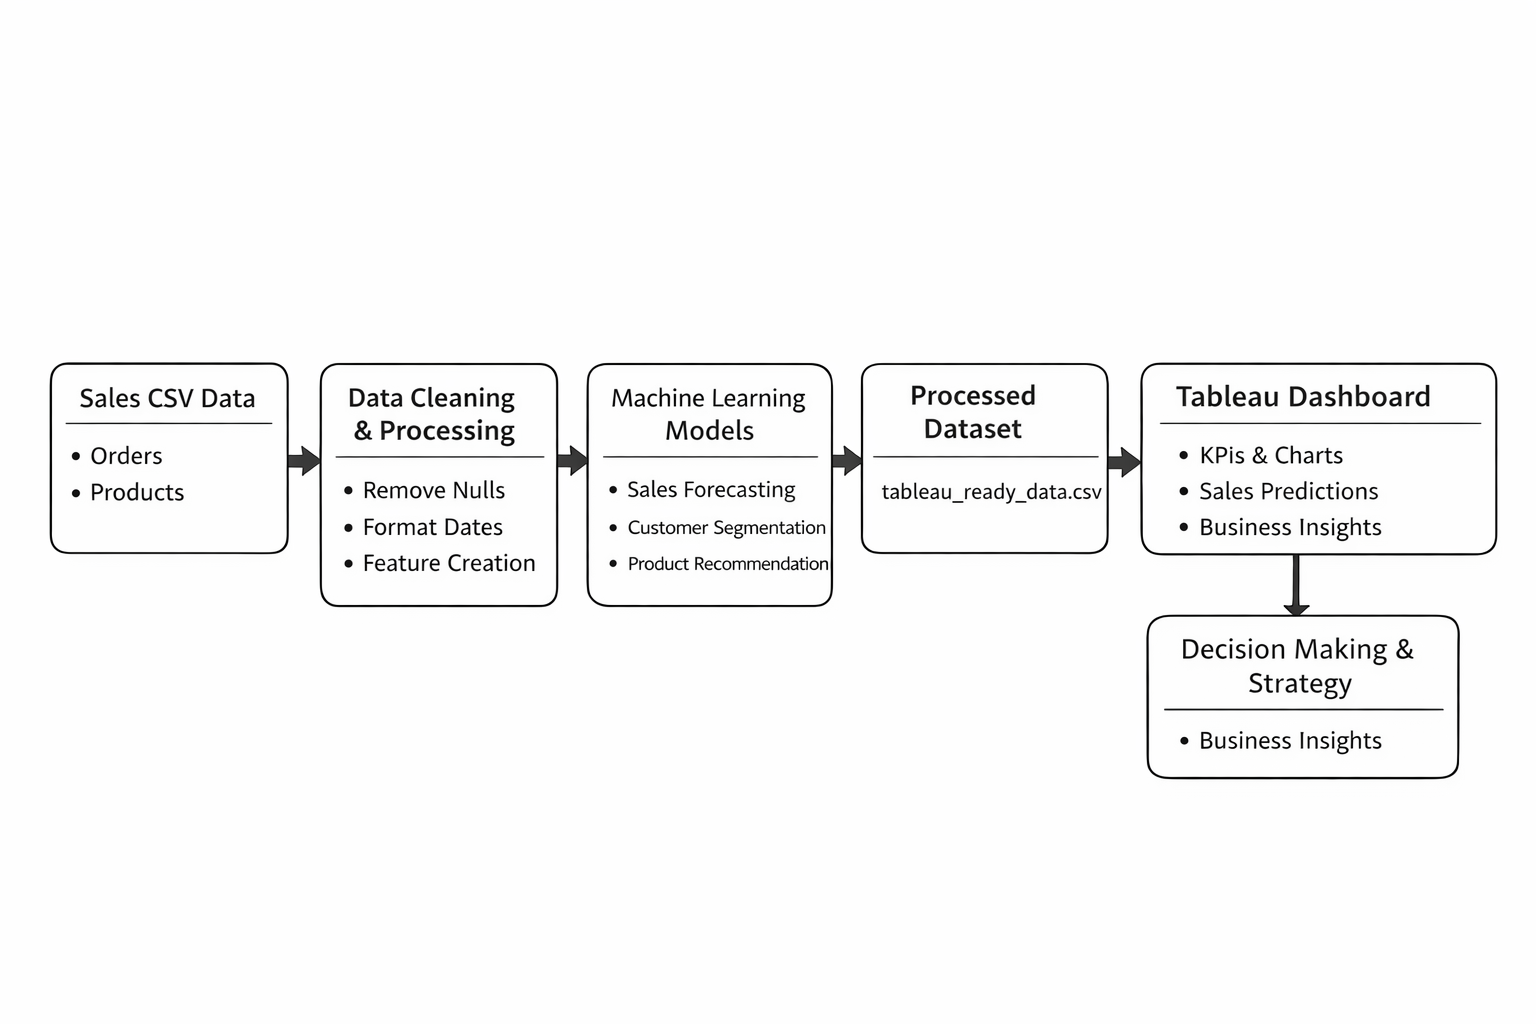 Sales CSV Data
• Orders
• Products
Data Cleaning
& Processing
• Remove Nulls
• Format Dates
• Feature Creation
Machine Learning
Models
• Sales Forecasting
• Customer Segmentation
• Product Recommendation
Processed
Dataset
tableau_ready_data.csv
Tableau Dashboard
• KPis & Charts
• Sales Predictions
• Business Insights
Decision Making &
Strategy
• Business Insights